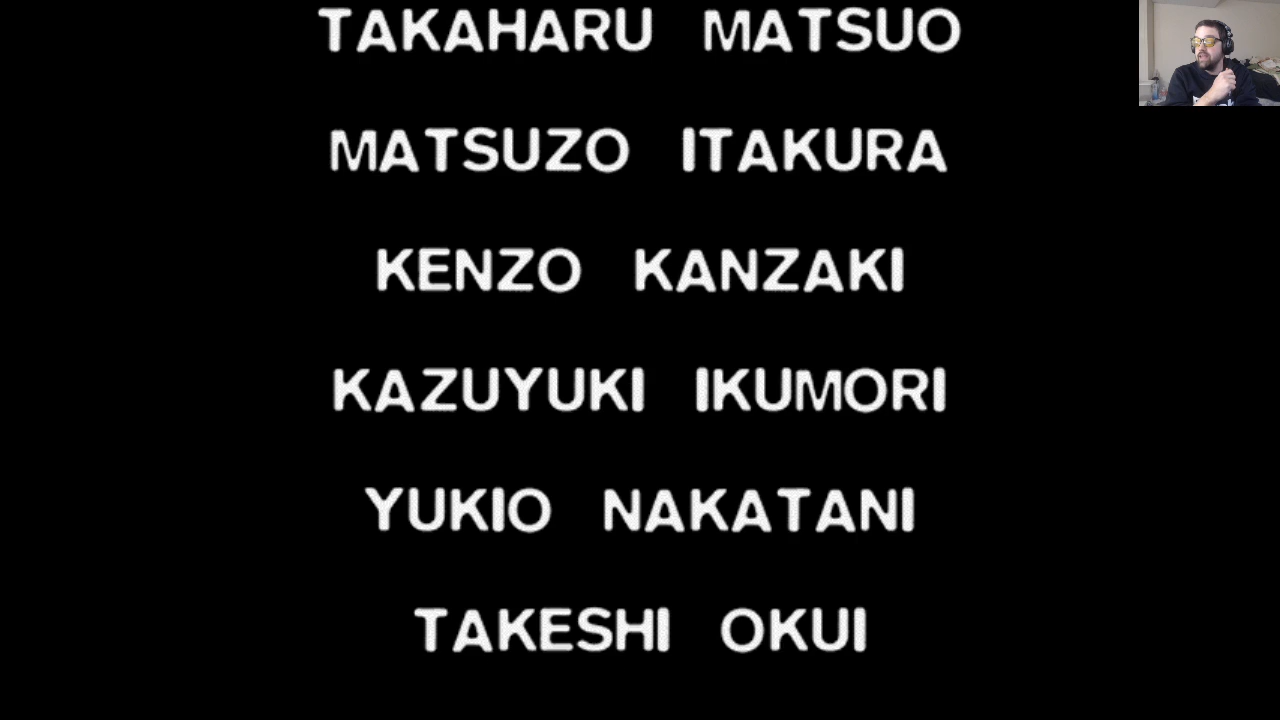 TAKAHARU MATSUO
MATSUZO ITAKURA
KENZO KANZAKI
KAZUYUKI IKUMORI
YUKIO NAKATANI
TAKESHI OKUI